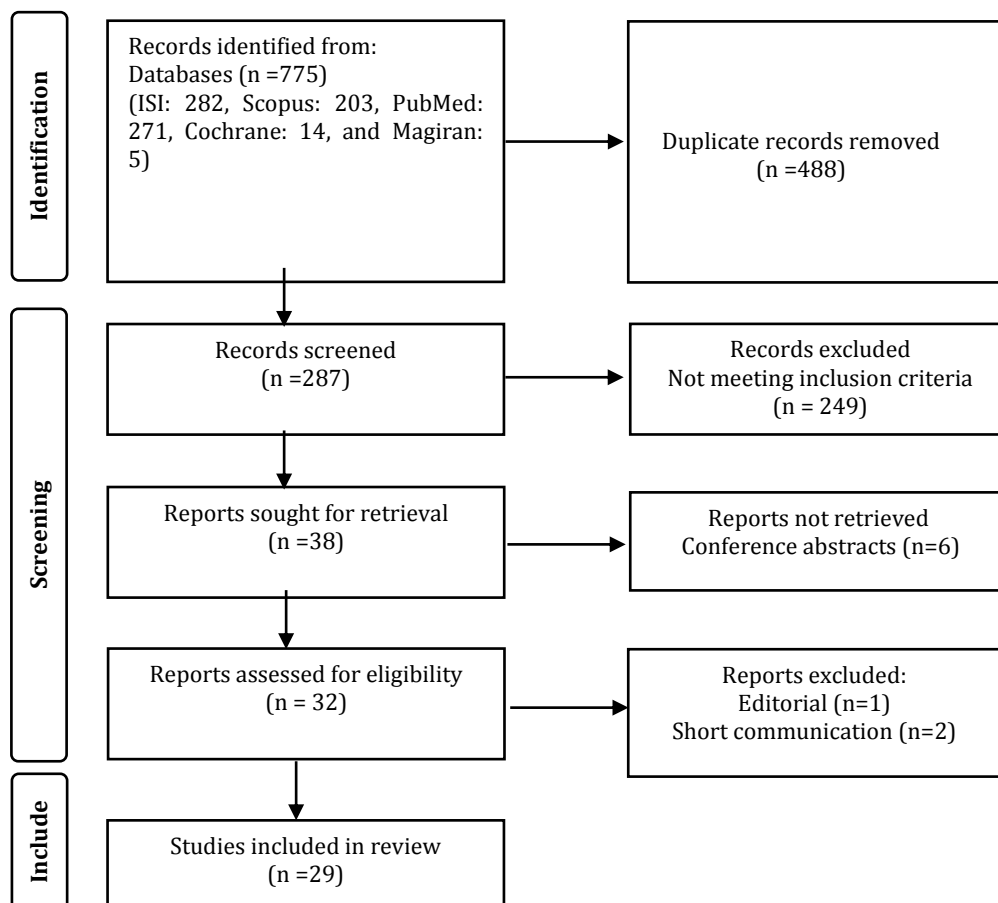 Identification
Records identified from:
Databases (n =775)
(ISI: 282, Scopus: 203, PubMed:
271, Cochrane: 14, and Magiran:
5)
Duplicate records removed
(n =488)
Screening
Records screened
(n =287)
Records excluded
Not meeting inclusion criteria
(n = 249)
Reports sought for retrieval
(n =38)
Reports not retrieved
Conference abstracts (n=6)
Reports assessed for eligibility
(n = 32)
Reports excluded:
Editorial (n=1)
Short communication (n=2)
Include
Studies included in review
(n =29)